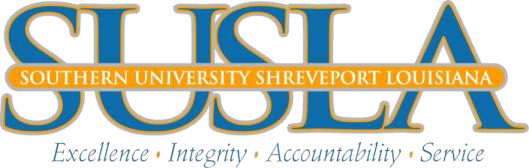 SUSLA
SOUTHERN UNIVERSITY SHREVEPORT LOUISIANA
Excellence • Integrity • Accountability • Service